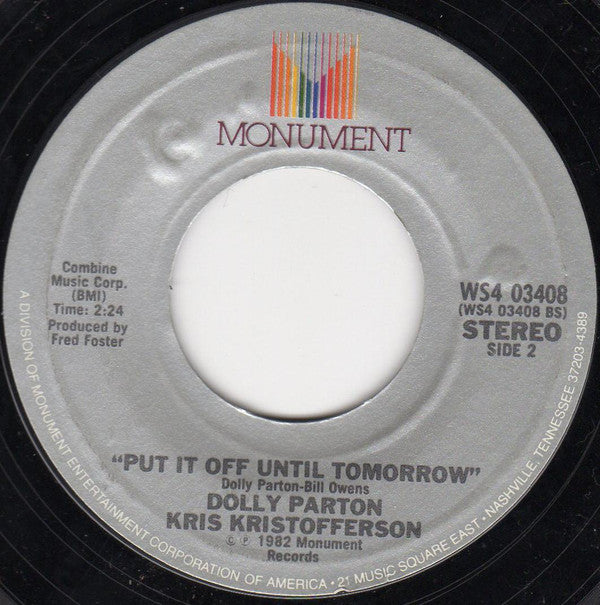 MONUMENT
Combine
Music Corp.
(BMI)
Time: 2:24
Produced by
Fred Foster
WS4 03408
(WS4 03408 BS)
STEREO
SIDE 2
"PUT IT OFF UNTIL TOMORROW"
Dolly Parton-Bill Owens
DOLLY PARTON
KRIS KRISTOFFERSON
© ℗ 1982 Monument
Records
A DIVISION OF MONUMENT ENTERTAINMENT CORPORATION OF AMERICA • 21 MUSIC SQUARE EAST • NASHVILLE, TENNESSEE 37203-4389